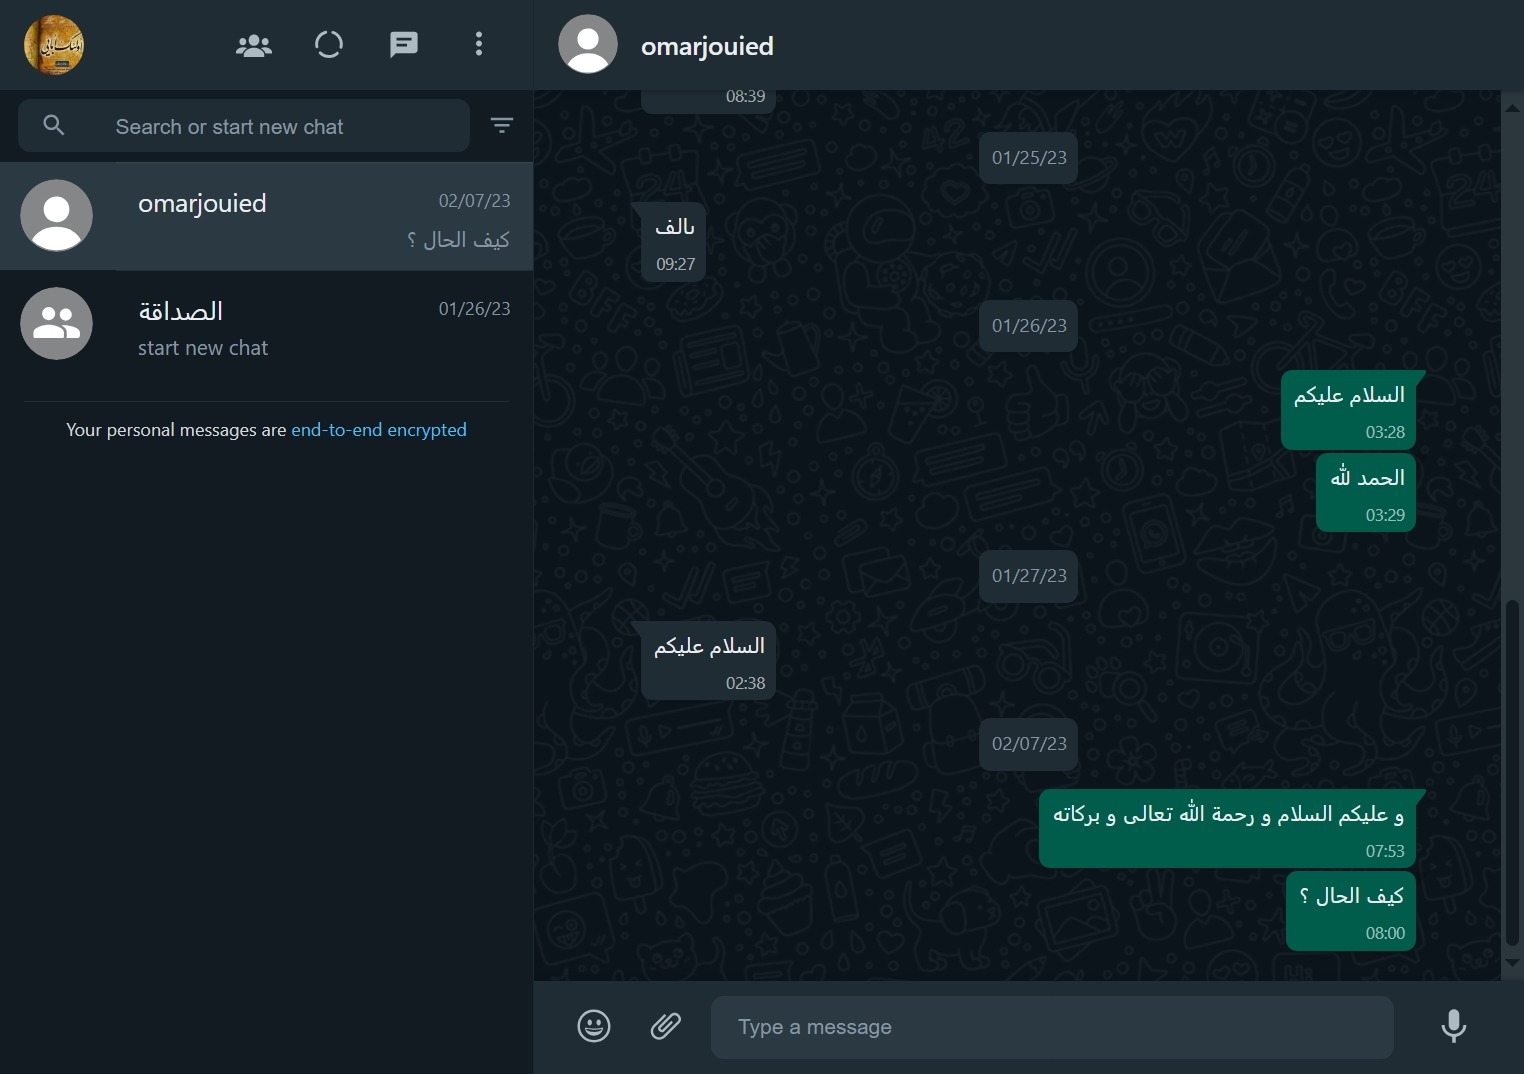 omarjouied
Search or start new chat
omarjouied
02/07/23
كيف الحال ؟
الصداقة
01/26/23
start new chat
Your personal messages are end-to-end encrypted
08:39
01/25/23
بالف
09:27
01/26/23
السلام عليكم
03:28
الحمد لله
03:29
01/27/23
السلام عليكم
02:38
02/07/23
و عليكم السلام و رحمة الله تعالى و بركاته
07:53
كيف الحال ؟
08:00
Type a message